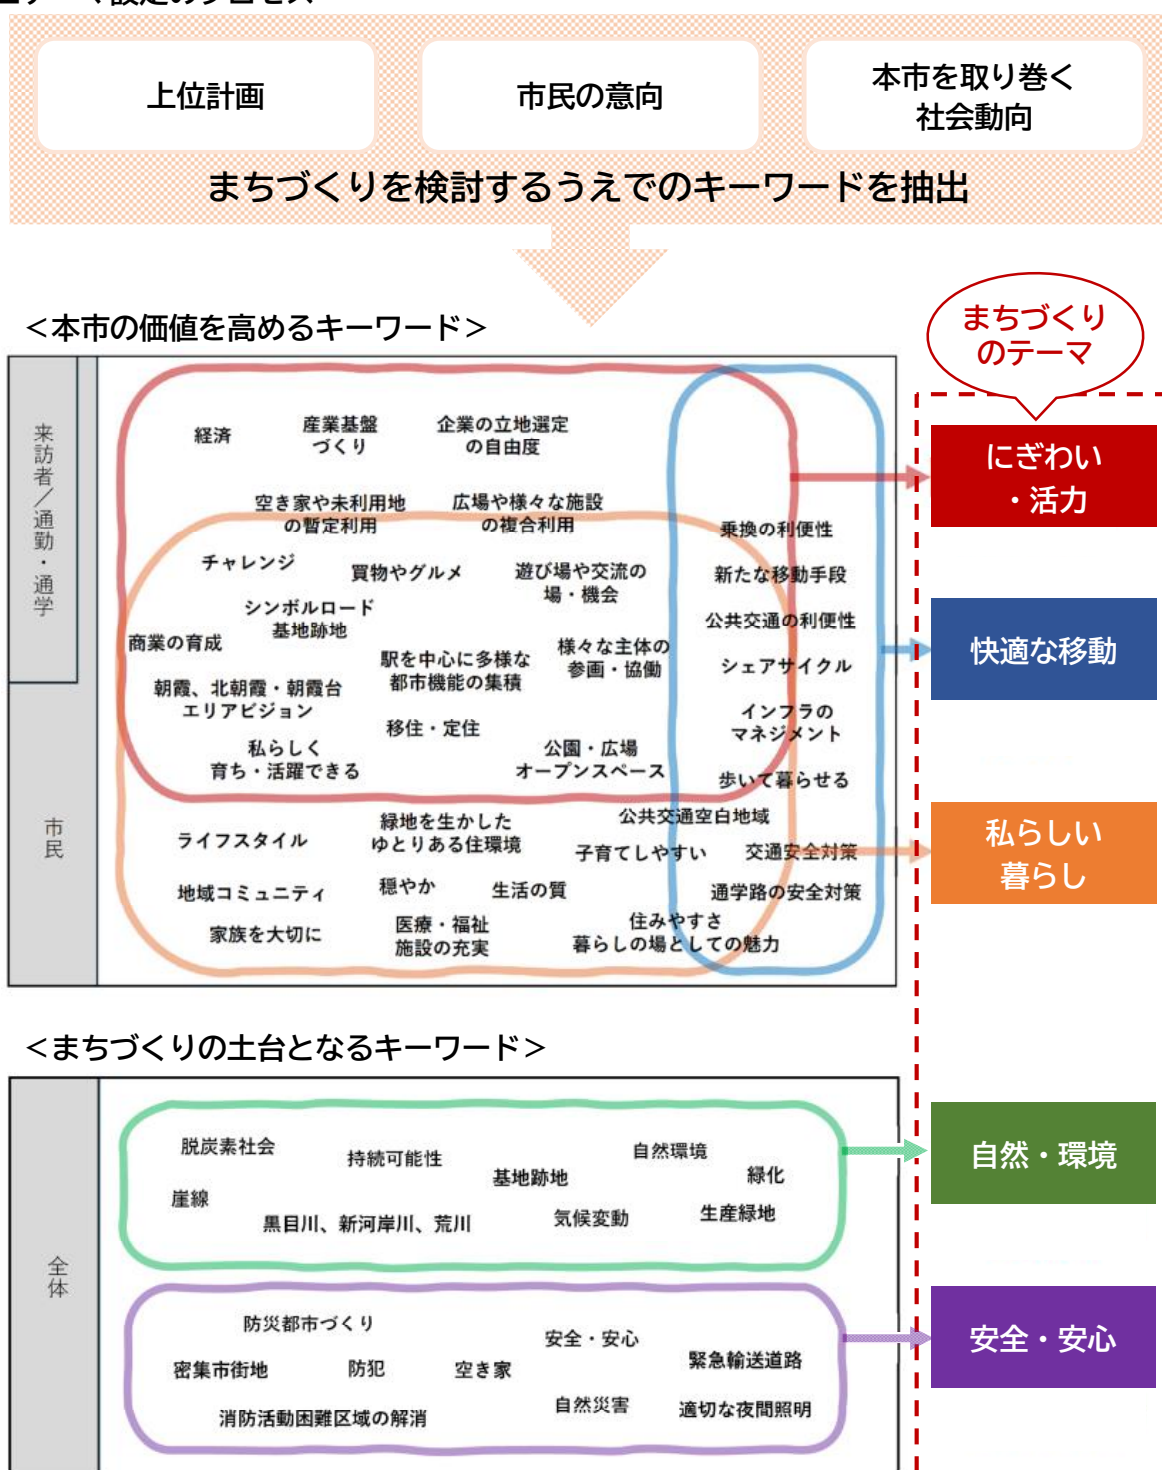 ■テーマ設定のプロセス
上位計画
市民の意向
本市を取り巻く
社会動向
まちづくりを検討するうえでのキーワードを抽出
＜本市の価値を高めるキーワード＞
まちづくり
のテーマ
来訪者／通勤・通学
市民
経済
産業基盤
づくり
企業の立地選定
の自由度
空き家や未利用地
の暫定利用
広場や様々な施設
の複合利用
チャレンジ
買物やグルメ
遊び場や交流の
場・機会
シンボルロード
基地跡地
商業の育成
駅を中心に多様な
都市機能の集積
様々な主体の
参画・協働
朝霞、北朝霞・朝霞台
エリアビジョン
移住・定住
私らしく
育ち・活躍できる
公園・広場
オープンスペース
乗換の利便性
新たな移動手段
公共交通の利便性
シェアサイクル
インフラの
マネジメント
歩いて暮らせる
公共交通空白地域
ライフスタイル
緑地を生かした
ゆとりある住環境
子育てしやすい
交通安全対策
地域コミュニティ
穏やか
生活の質
通学路の安全対策
家族を大切に
医療・福祉
施設の充実
住みやすさ
暮らしの場としての魅力
にぎわい
・活力
快適な移動
私らしい
暮らし
＜まちづくりの土台となるキーワード＞
全体
脱炭素社会
持続可能性
自然環境
基地跡地
緑化
崖線
黒目川、新河岸川、荒川
気候変動
生産緑地
自然・環境
防災都市づくり
安全・安心
密集市街地
防犯
空き家
緊急輸送道路
消防活動困難区域の解消
自然災害
適切な夜間照明
安全・安心